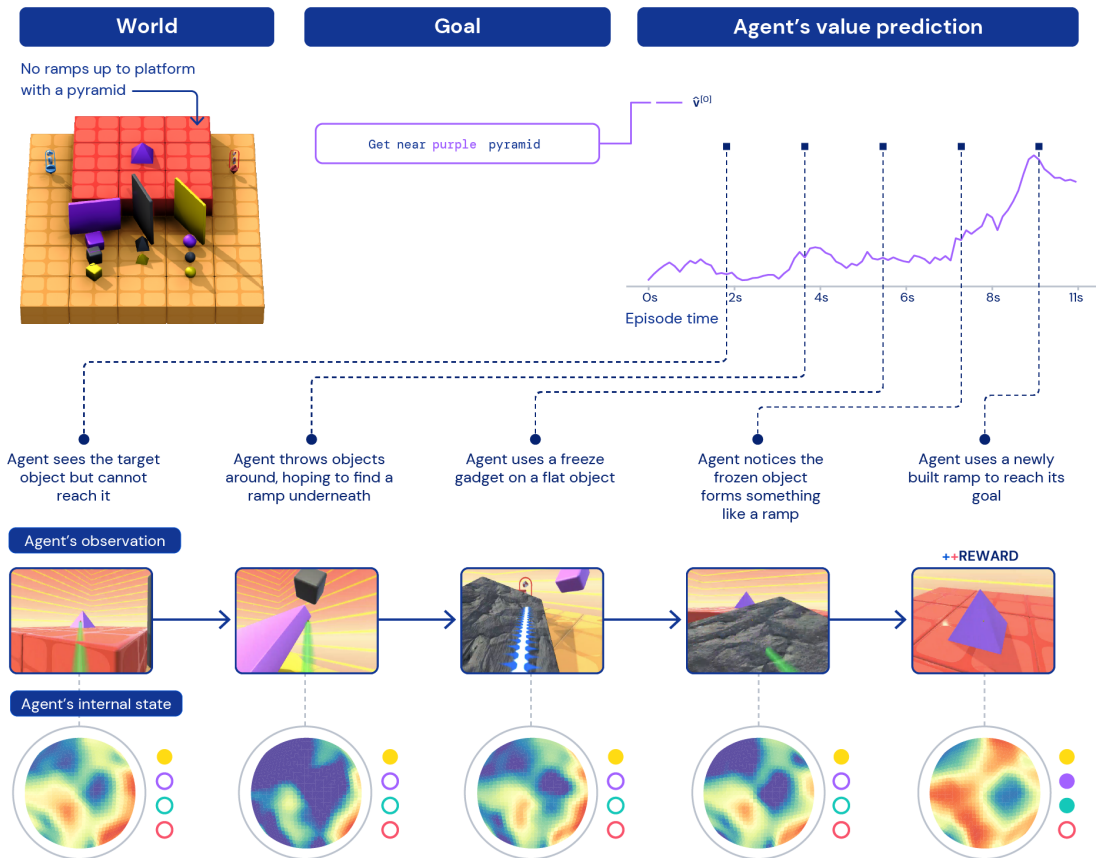 World
Goal
Agent's value prediction
No ramps up to platform
with a pyramid
Get near purple pyramid
v̂[0]
0s
2s
4s
6s
8s
11s
Episode time
Agent sees the target
object but cannot
reach it
Agent throws objects
around, hoping to find a
ramp underneath
Agent uses a freeze
gadget on a flat object
Agent notices the
frozen object
forms something
like a ramp
Agent uses a newly
built ramp to reach its
goal
Agent's observation
++REWARD
Agent's internal state